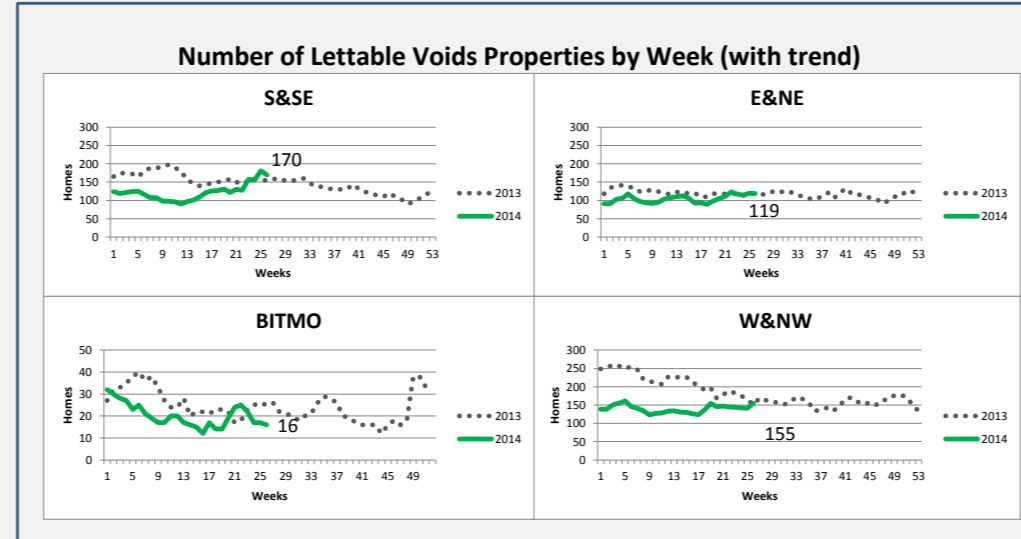 Number of Lettable Voids Properties by Week (with trend)
S&SE
300
250
200
150
100
50
0
Homes
170
1 5 9 13 17 21 25 29 33 37 41 45 49 53
Weeks
2013
2014
E&NE
300
250
200
150
100
50
0
Homes
119
1 5 9 13 17 21 25 29 33 37 41 45 49 53
Weeks
2013
2014
BITMO
50
40
30
20
10
0
Homes
16
1 5 9 13 17 21 25 29 33 37 41 45 49
Weeks
2013
2014
W&NW
300
250
200
150
100
50
0
Homes
155
1 5 9 13 17 21 25 29 33 37 41 45 49 53
Weeks
2013
2014